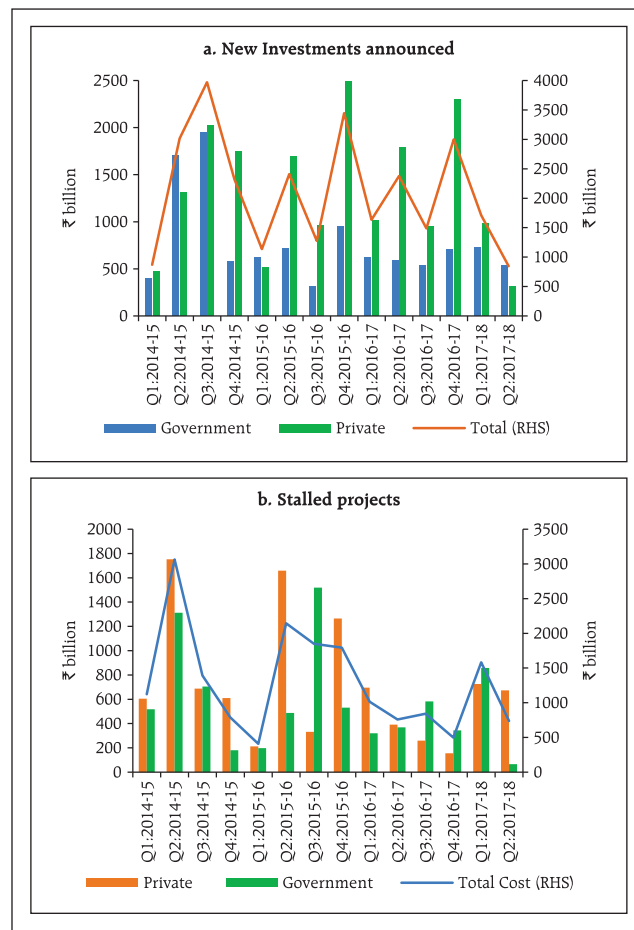 a. New Investments announced
2500
2000
1500
1000
500
0
₹ billion
4000
3500
3000
2500
2000
1500
1000
500
0
₹ billion
Q1:2014-15
Q2:2014-15
Q3:2014-15
Q4:2014-15
Q1:2015-16
Q2:2015-16
Q3:2015-16
Q4:2015-16
Q1:2016-17
Q2:2016-17
Q3:2016-17
Q4:2016-17
Q1:2017-18
Q2:2017-18
Government Private Total (RHS)
b. Stalled projects
2000
1800
1600
1400
1200
1000
800
600
400
200
0
₹ billion
3500
3000
2500
2000
1500
1000
500
0
₹ billion
Q1:2014-15
Q2:2014-15
Q3:2014-15
Q4:2014-15
Q1:2015-16
Q2:2015-16
Q3:2015-16
Q4:2015-16
Q1:2016-17
Q2:2016-17
Q3:2016-17
Q4:2016-17
Q1:2017-18
Q2:2017-18
Private Government Total Cost (RHS)